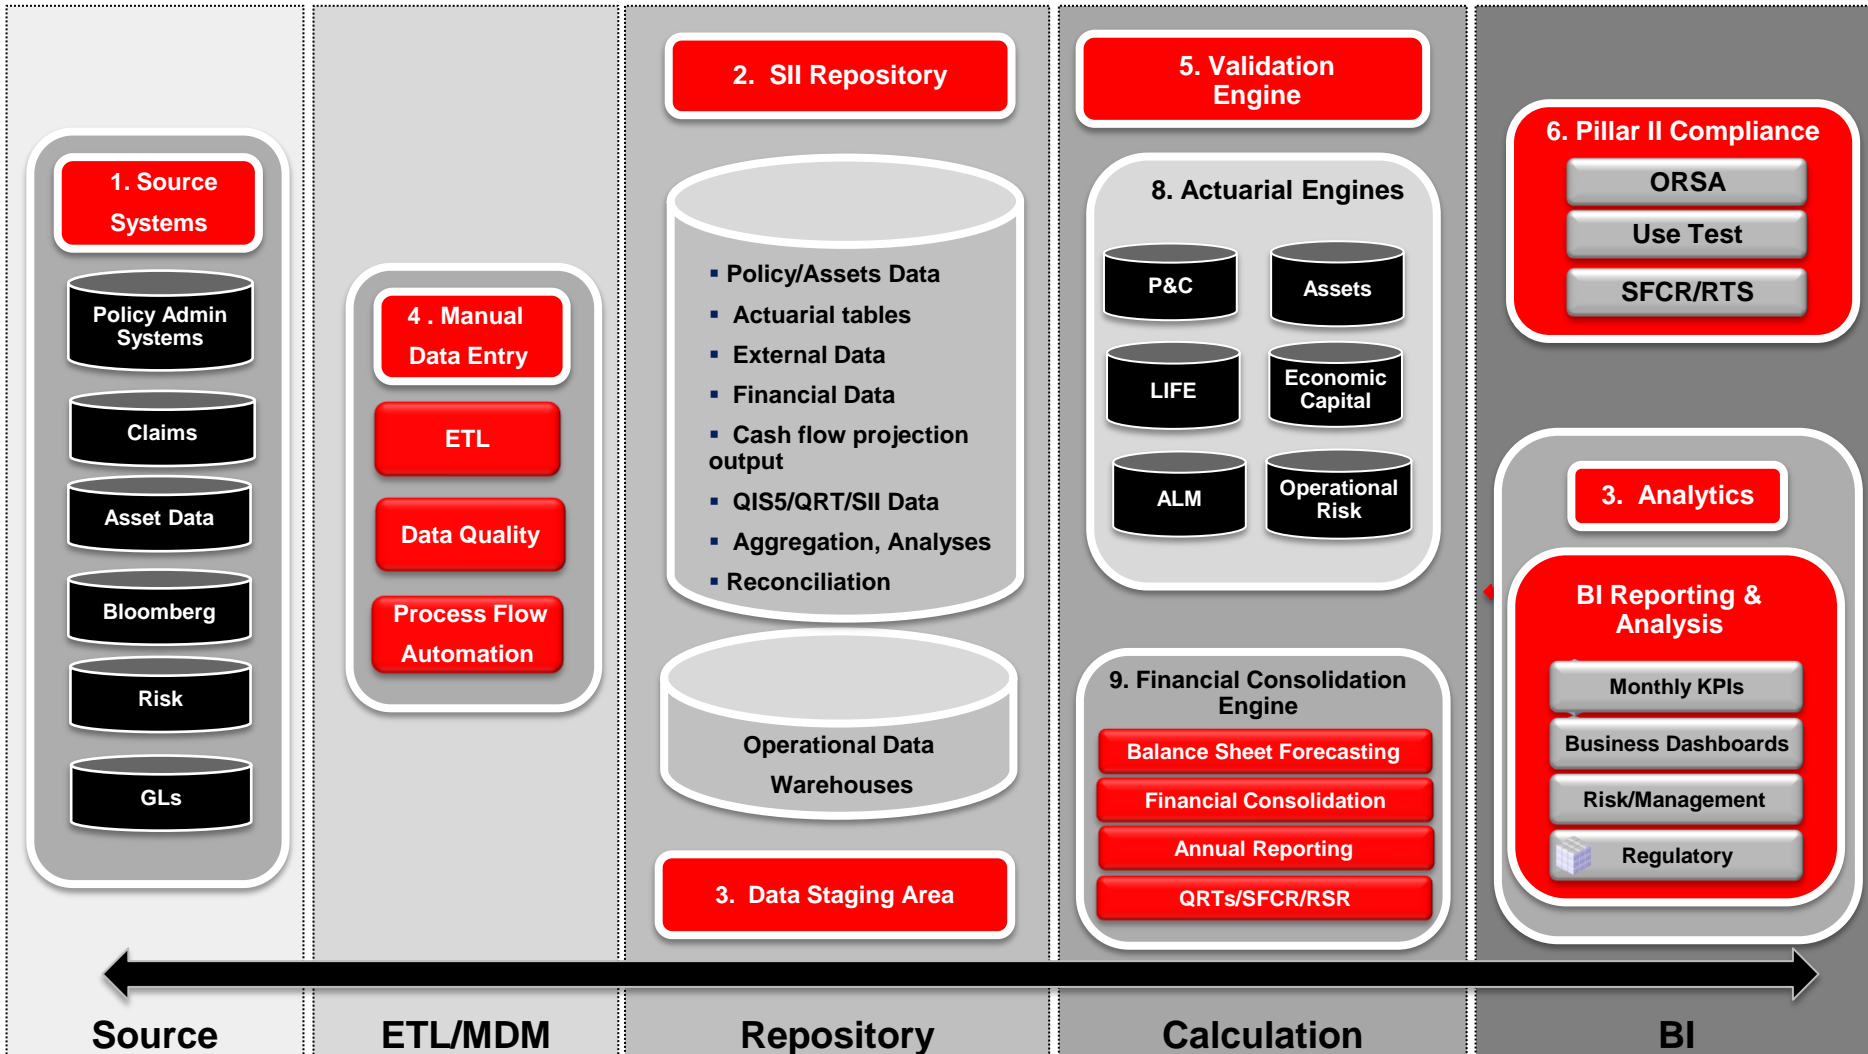 1. Source
Systems
Policy Admin
Systems
Claims
Asset Data
Bloomberg
Risk
GLs
4 . Manual
Data Entry
ETL
Data Quality
Process Flow
Automation
2. SII Repository
▪ Policy/Assets Data
▪ Actuarial tables
▪ External Data
▪ Financial Data
▪ Cash flow projection
output
▪ QIS5/QRT/SII Data
▪ Aggregation, Analyses
▪ Reconciliation
Operational Data
Warehouses
3. Data Staging Area
5. Validation
Engine
8. Actuarial Engines
P&C
Assets
LIFE
Economic
Capital
ALM
Operational
Risk
9. Financial Consolidation
Engine
Balance Sheet Forecasting
Financial Consolidation
Annual Reporting
QRTs/SFCR/RSR
6. Pillar II Compliance
ORSA
Use Test
SFCR/RTS
3. Analytics
BI Reporting &
Analysis
Monthly KPIs
Business Dashboards
Risk/Management
Regulatory
Source
ETL/MDM
Repository
Calculation
BI